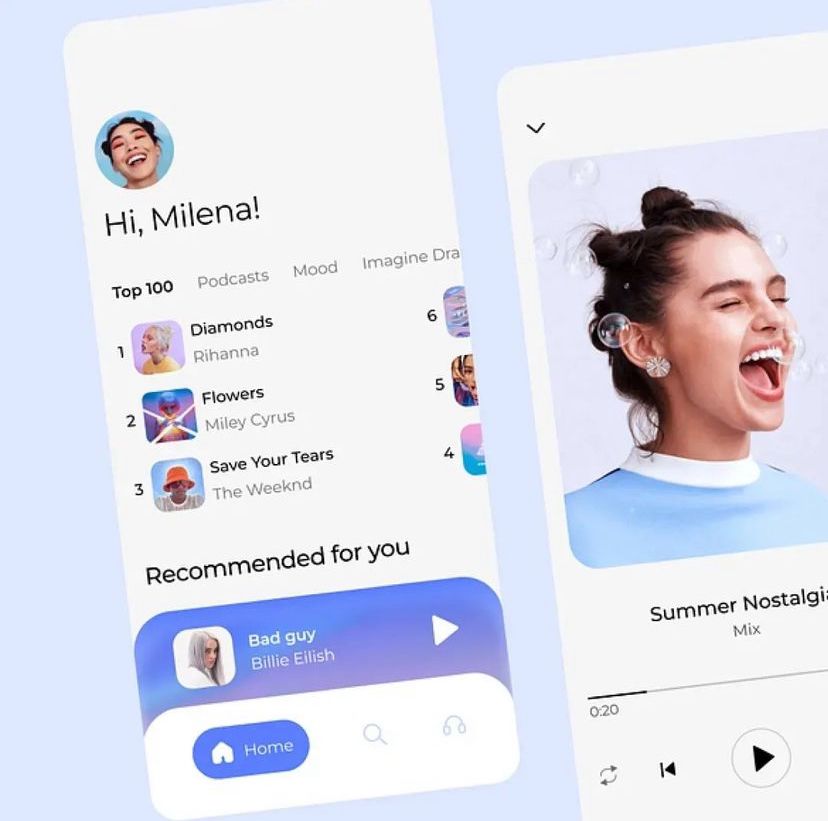 Hi, Milena!
Top 100 Podcasts Mood Imagine Dra
1 Diamonds
Rihanna
6
2 Flowers
Miley Cyrus
5
3 Save Your Tears
The Weeknd
4
Recommended for you
Bad guy
Billie Eilish
Home
Summer Nostalgia
Mix
0:20